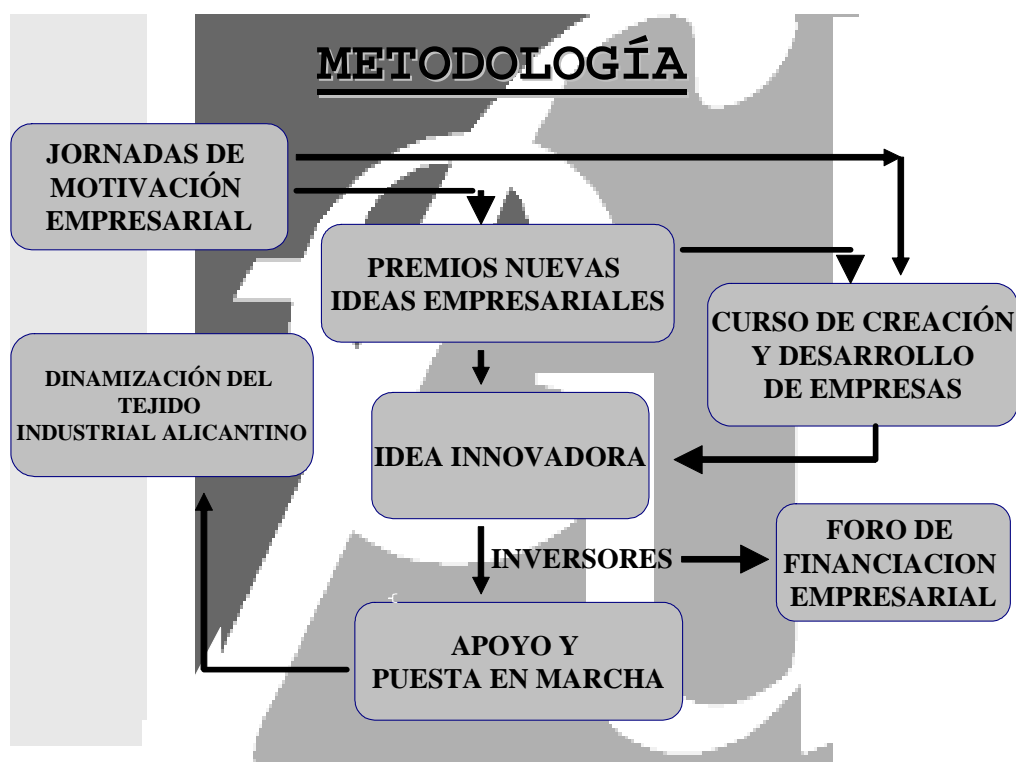 METODOLOGÍA
JORNADAS DE
MOTIVACIÓN
EMPRESARIAL
PREMIOS NUEVAS
IDEAS EMPRESARIALES
CURSO DE CREACIÓN
Y DESARROLLO
DE EMPRESAS
DINAMIZACIÓN DEL
TEJIDO
INDUSTRIAL ALICANTINO
IDEA INNOVADORA
INVERSORES
FORO DE
FINANCIACION
EMPRESARIAL
APOYO Y
PUESTA EN MARCHA